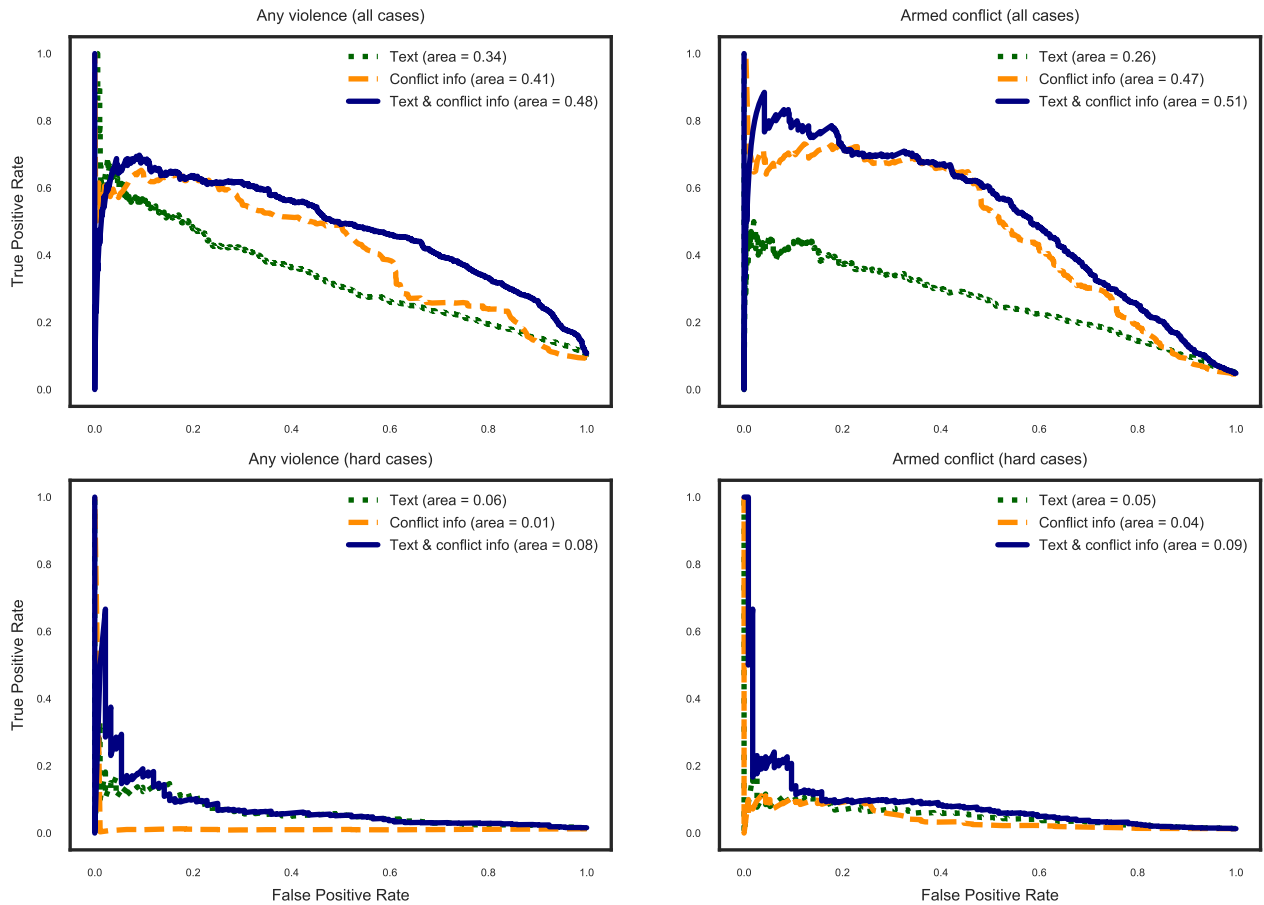 Any violence (all cases)
Text (area = 0.34)
Conflict info (area = 0.41)
Text & conflict info (area = 0.48)
True Positive Rate
1.0
0.8
0.6
0.4
0.2
0.0
0.0 0.2 0.4 0.6 0.8 1.0
Armed conflict (all cases)
Text (area = 0.26)
Conflict info (area = 0.47)
Text & conflict info (area = 0.51)
1.0
0.8
0.6
0.4
0.2
0.0
0.0 0.2 0.4 0.6 0.8 1.0
Any violence (hard cases)
Text (area = 0.06)
Conflict info (area = 0.01)
Text & conflict info (area = 0.08)
True Positive Rate
1.0
0.8
0.6
0.4
0.2
0.0
0.0 0.2 0.4 0.6 0.8 1.0
False Positive Rate
Armed conflict (hard cases)
Text (area = 0.05)
Conflict info (area = 0.04)
Text & conflict info (area = 0.09)
1.0
0.8
0.6
0.4
0.2
0.0
0.0 0.2 0.4 0.6 0.8 1.0
False Positive Rate